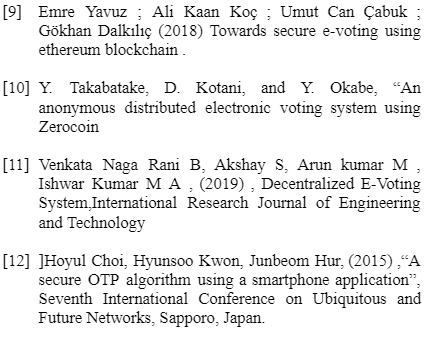 [9] Emre Yavuz ; Ali Kaan Koç ; Umut Can Çabuk ;
Gökhan Dalkılıç (2018) Towards secure e-voting using
ethereum blockchain .
[10] Y. Takabatake, D. Kotani, and Y. Okabe, “An
anonymous distributed electronic voting system using
Zerocoin
[11] Venkata Naga Rani B, Akshay S, Arun kumar M ,
Ishwar Kumar M A , (2019) , Decentralized E-Voting
System,International Research Journal of Engineering
and Technology
[12] ]Hoyul Choi, Hyunsoo Kwon, Junbeom Hur, (2015) ,“A
secure OTP algorithm using a smartphone application”,
Seventh International Conference on Ubiquitous and
Future Networks, Sapporo, Japan.